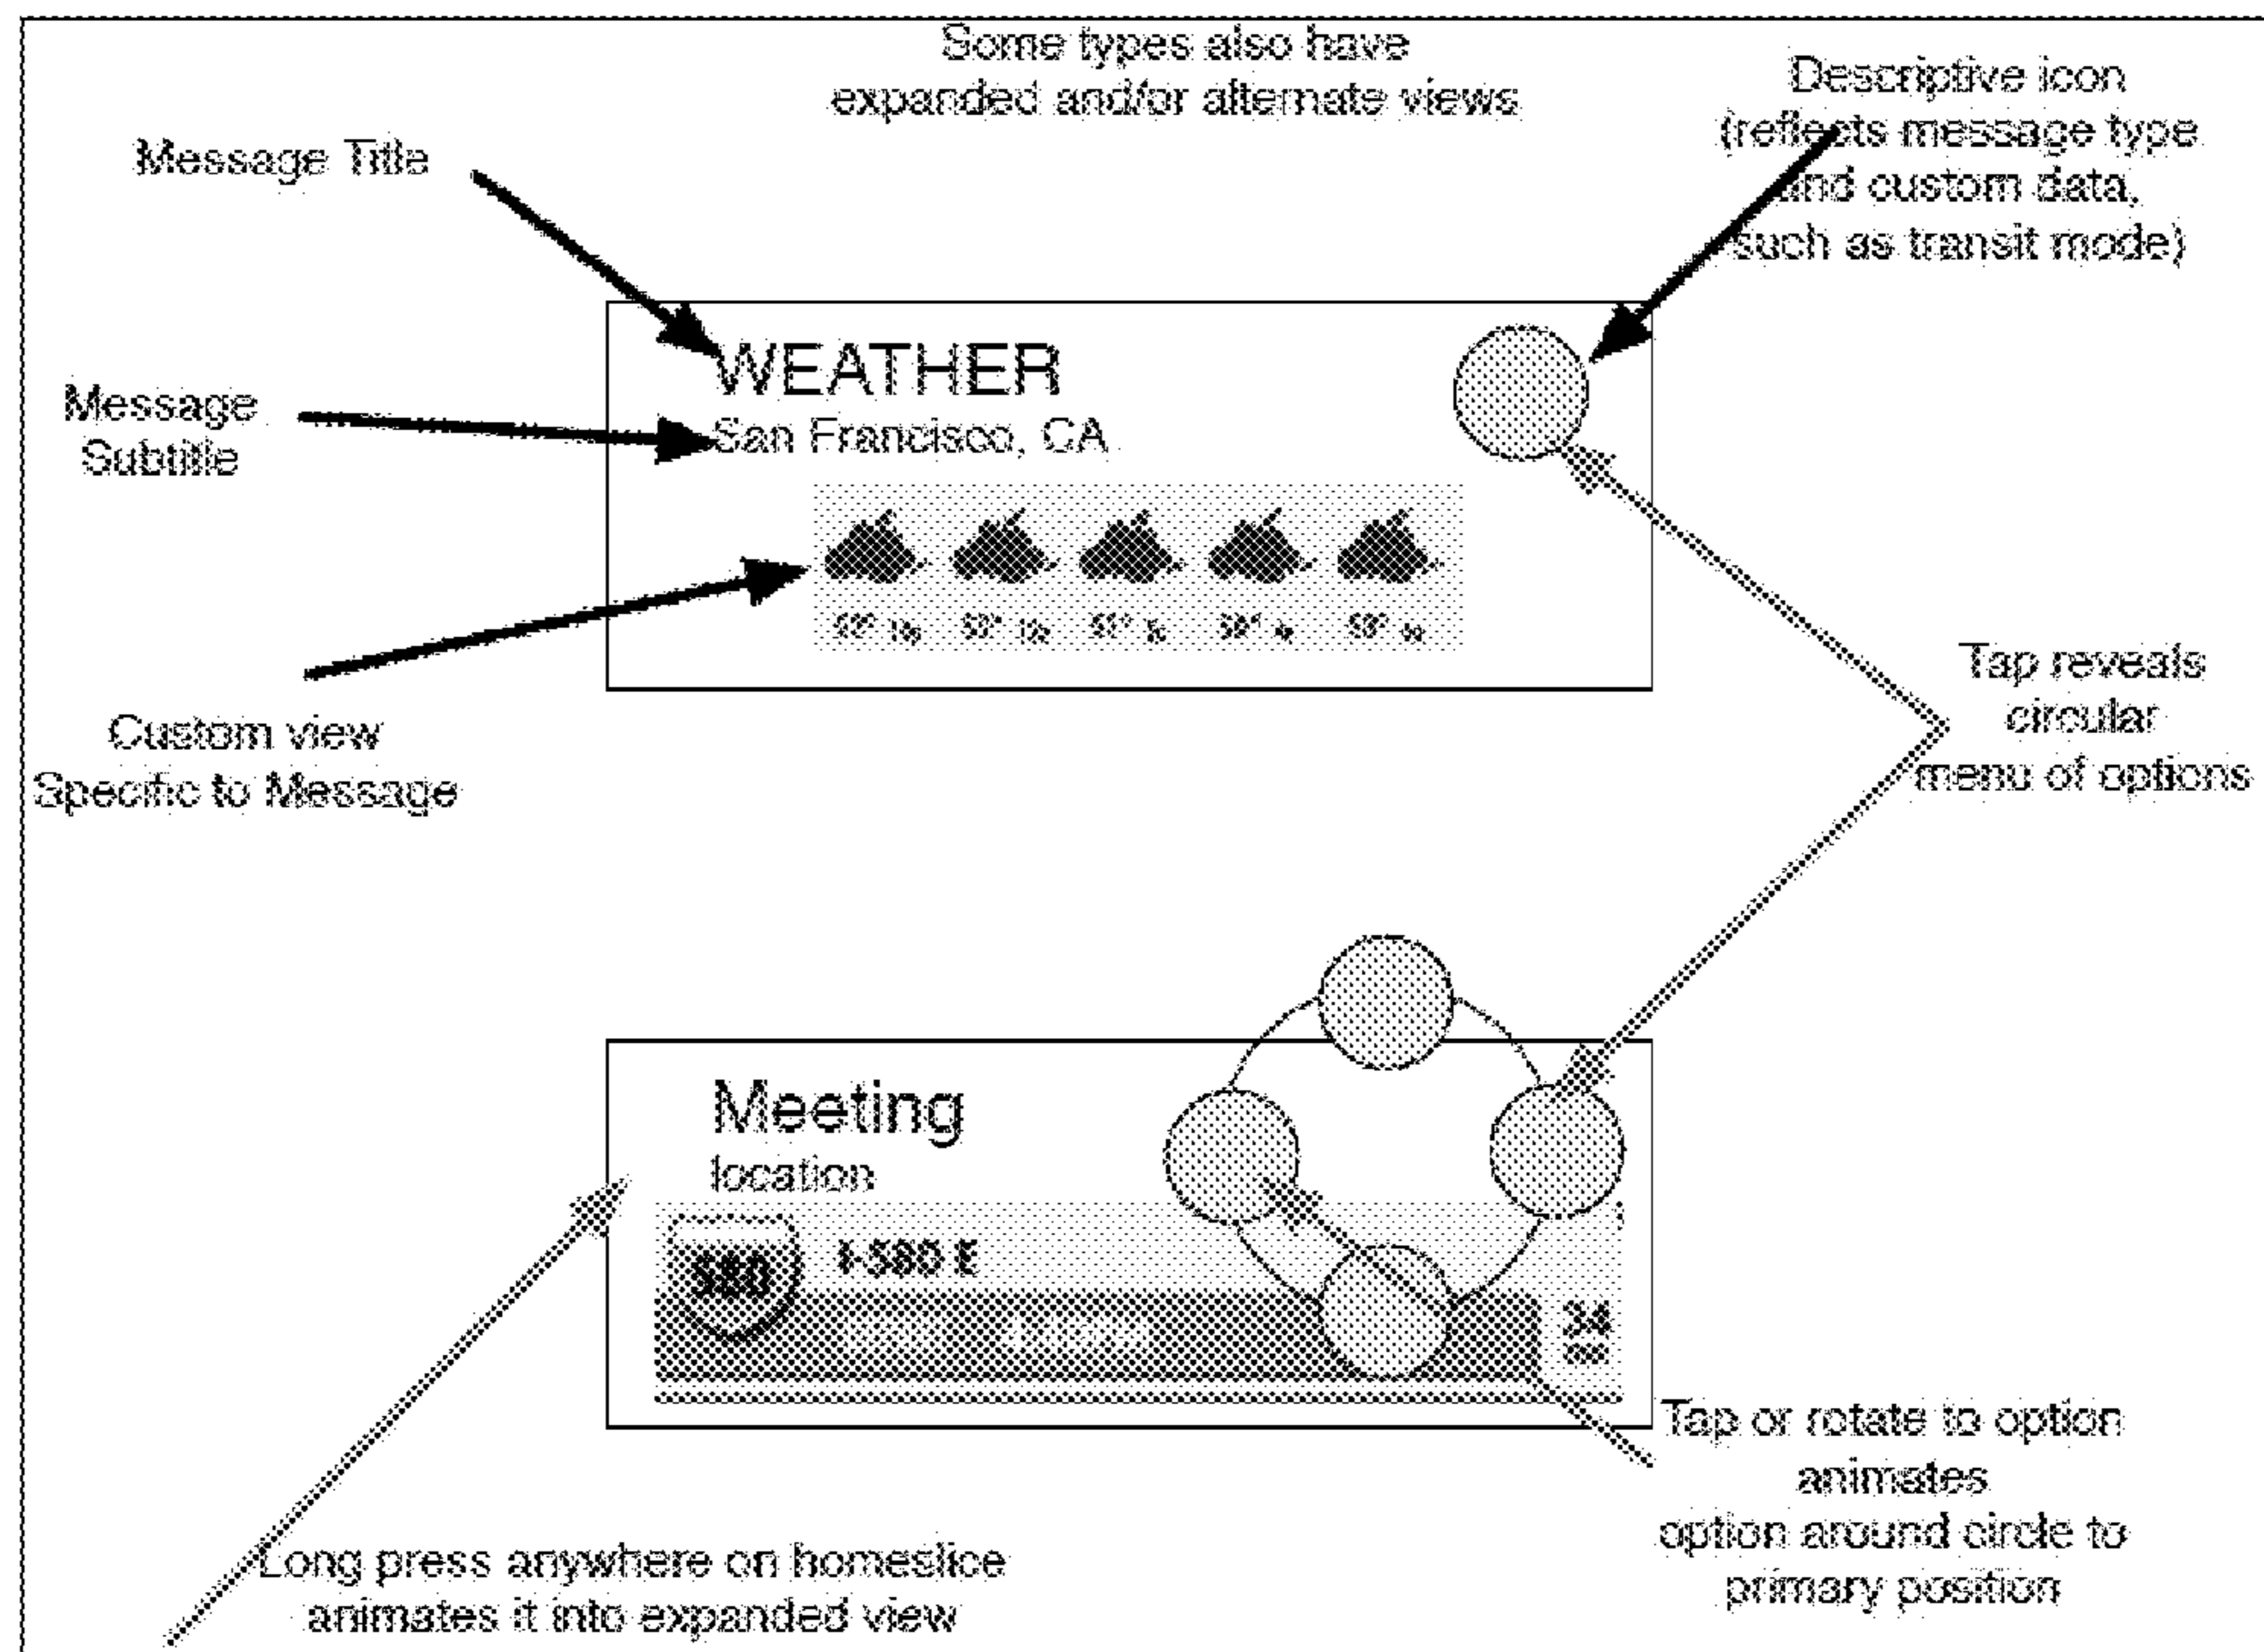 Some types also have
expanded and/or alternate views
Descriptive icon
(reflects message type
and custom data,
such as transit mode)
Message Title
WEATHER
San Francisco, CA
Message
Subtitle
Custom view
Specific to Message
Tap reveals
circular
menu of options
Meeting
location
580
I-580 E
34
Tap or rotate to option
animates
option around circle to
primary position
Long press anywhere on homeslice
animates it into expanded view